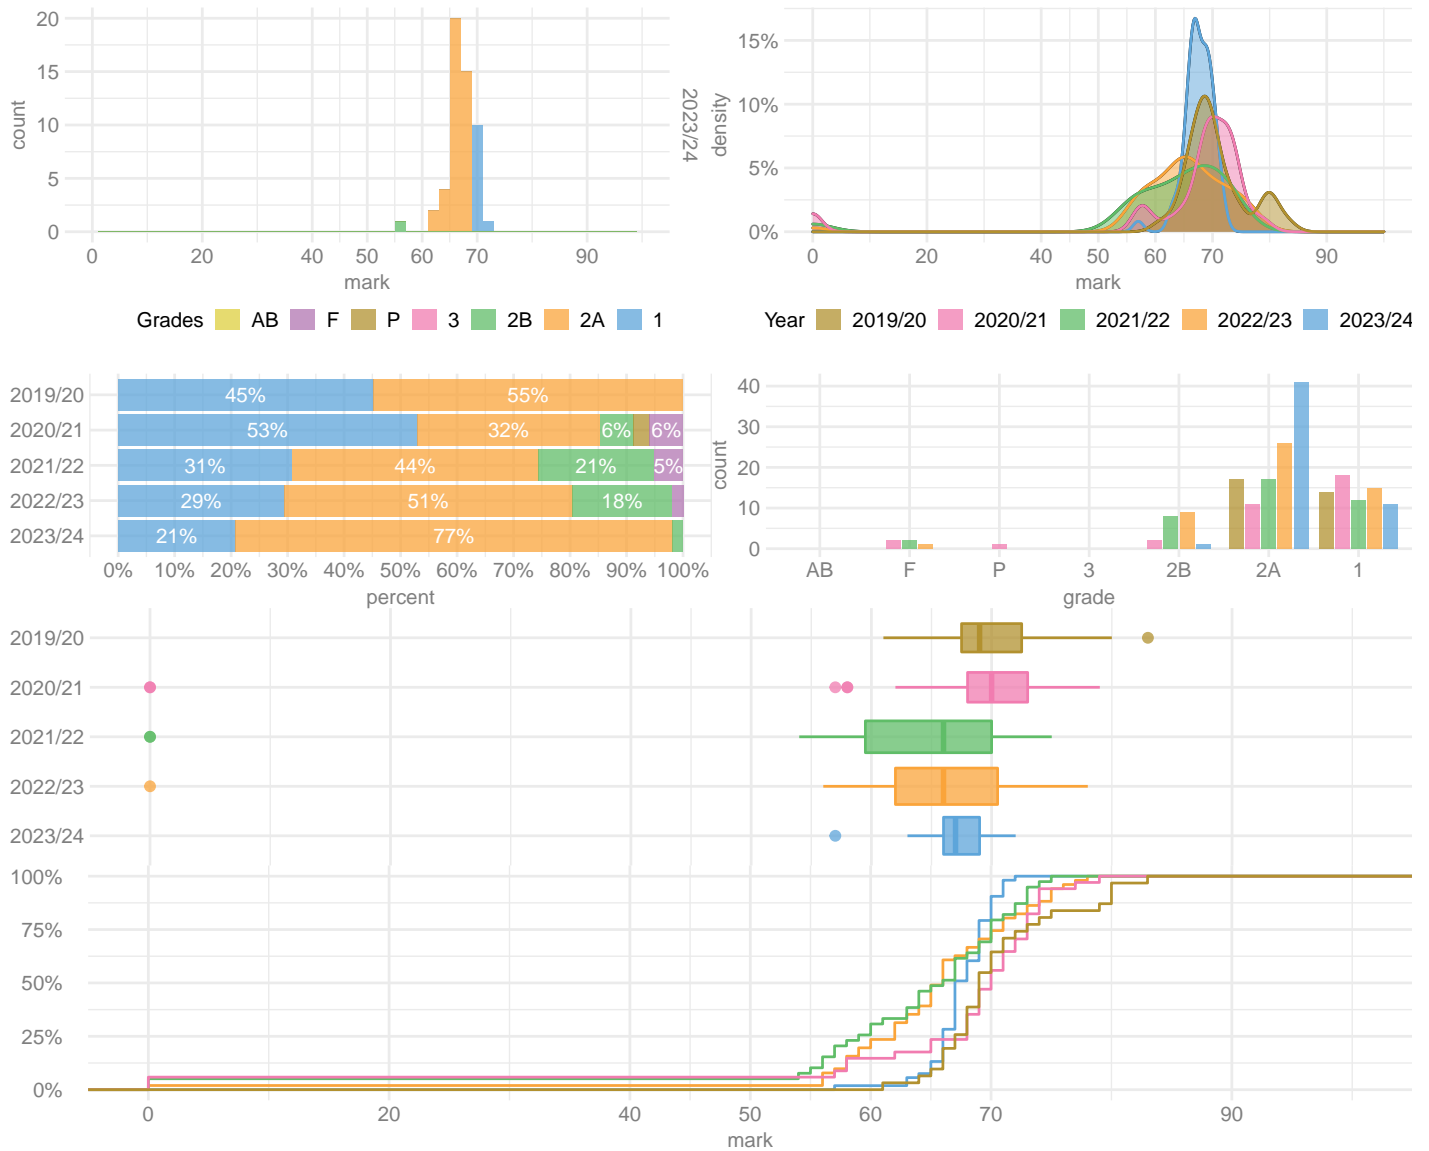 20
15
10
5
0
count
0 20 40 50 60 70 90
mark
2023/24
15%
10%
5%
0%
density
0 20 40 50 60 70 90
mark
Grades AB F P 3 2B 2A 1
Year 2019/20 2020/21 2021/22 2022/23 2023/24
2019/20 45% 55%
2020/21 53% 32% 6% 6%
2021/22 31% 44% 21% 5%
2022/23 29% 51% 18%
2023/24 21% 77%
0% 10% 20% 30% 40% 50% 60% 70% 80% 90% 100%
percent
40
30
20
10
0
count
AB F P 3 2B 2A 1
grade
2019/20
2020/21
2021/22
2022/23
2023/24
100%
75%
50%
25%
0%
0 20 40 50 60 70 90
mark